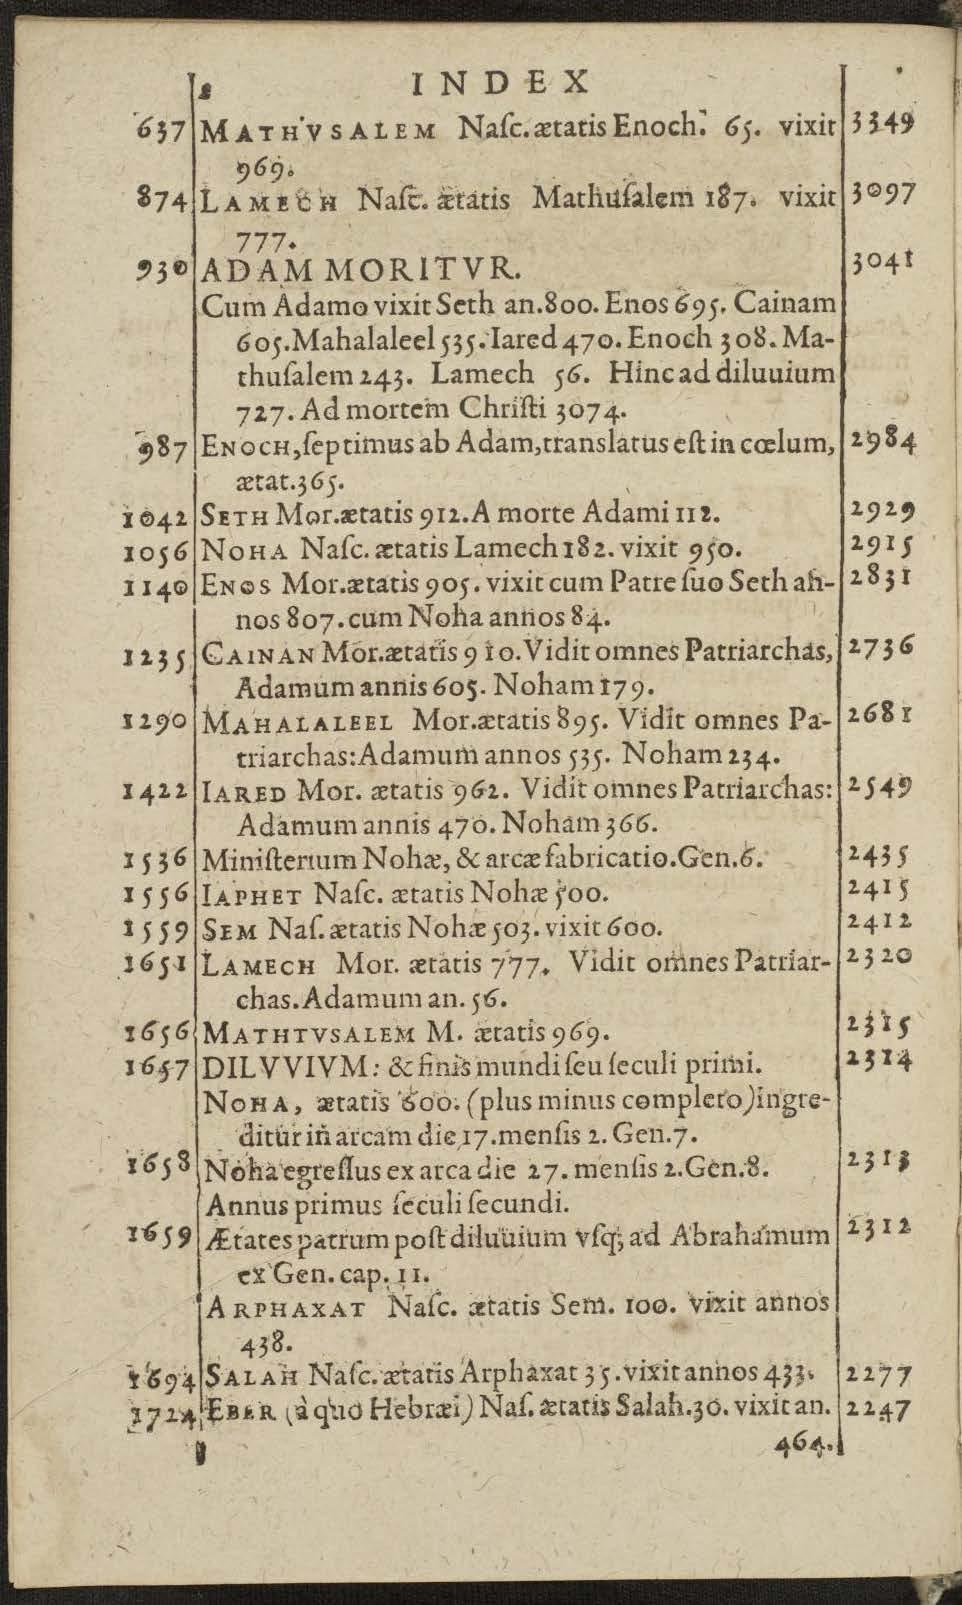 INDEX
637 MATHVSALEM Naſc. ætatis Enoch. 65. vixit 3349
969.
874 LAMECH Naſc. ætatis Mathuſalem 187. vixit 3097
777.
930 ADAM MORITVR. 3041
Cum Adamo vixit Seth an. 800. Enos 695. Cainam
605. Mahalaleel 535. Iared 470. Enoch 308. Ma-
thuſalem 243. Lamech 56. Hinc ad diluuium
727. Ad mortem Chriſti 3074.
987 ENOCH, ſeptimus ab Adam, translatus eſt in cœlum, 2984
ætat. 365.
1042 SETH Mor. ætatis 912. A morte Adami 112. 2929
1056 NOHA Naſc. ætatis Lamech 182. vixit 950. 2915
1140 ENOS Mor. ætatis 905. vixit cum Patre ſuo Seth an- 2831
nos 807. cum Noha annos 84.
1235 CAINAN Mor. ætatis 910. Vidit omnes Patriarchas, 2736
Adamum annis 605. Noham 179.
1290 MAHALALEEL Mor. ætatis 895. Vidit omnes Pa- 2681
triarchas: Adamum annos 535. Noham 234.
1422 IARED Mor. ætatis 962. Vidit omnes Patriarchas: 2549
Adamum annis 470. Noham 366.
1536 Miniſterium Nohæ, & arcæ fabricatio. Gen. 6. 2435
1556 IAPHET Naſc. ætatis Nohæ 500. 2415
1559 SEM Naſ. ætatis Nohæ 503. vixit 600. 2412
1651 LAMECH Mor. ætatis 777. Vidit omnes Patriar- 2320
chas. Adamum an. 56.
1656 MATHTVSALEM M. ætatis 969. 2315
1657 DILVVIVM: & finis mundi ſeu ſeculi primi. 2314
NOHA, ætatis 600. (plus minus completo) ingre-
ditur in arcam die 17. menſis 2. Gen. 7.
1658 Noha egreſſus ex arca die 27. menſis 2. Gen. 8. 2313
Annus primus ſeculi ſecundi.
1659 Ætates patrum poſt diluuium vſq; ad Abrahamum 2312
ex Gen. cap. 11.
ARPHAXAT Naſc. ætatis Sem. 100. vixit annos
438.
1694 SALAH Naſc. ætatis Arphaxat 35. vixit annos 433. 2277
1724 EBER (à quo Hebræi) Naſ. ætatis Salah. 30. vixit an. 2247
464.